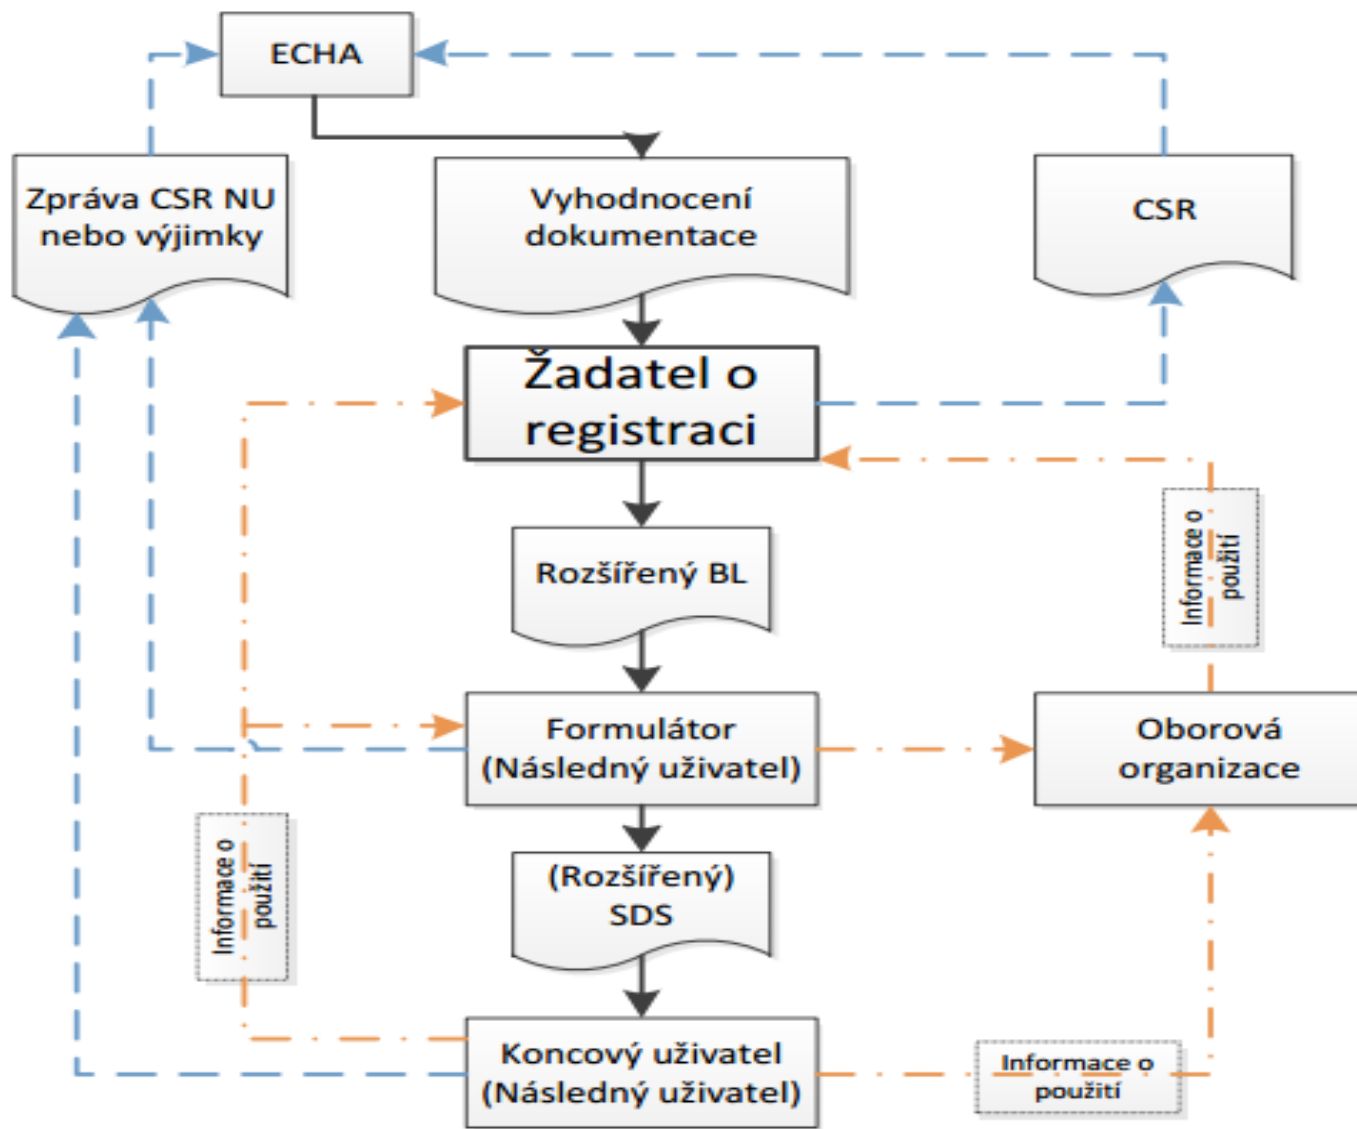 ECHA
Zpráva CSR NU
nebo výjimky
Vyhodnocení
dokumentace
CSR
Žadatel o
registraci
Rozšířený BL
Informace o
použití
Formulátor
(Následný uživatel)
Oborová
organizace
Informace o
použití
(Rozšířený)
SDS
Koncový uživatel
(Následný uživatel)
Informace o
použití